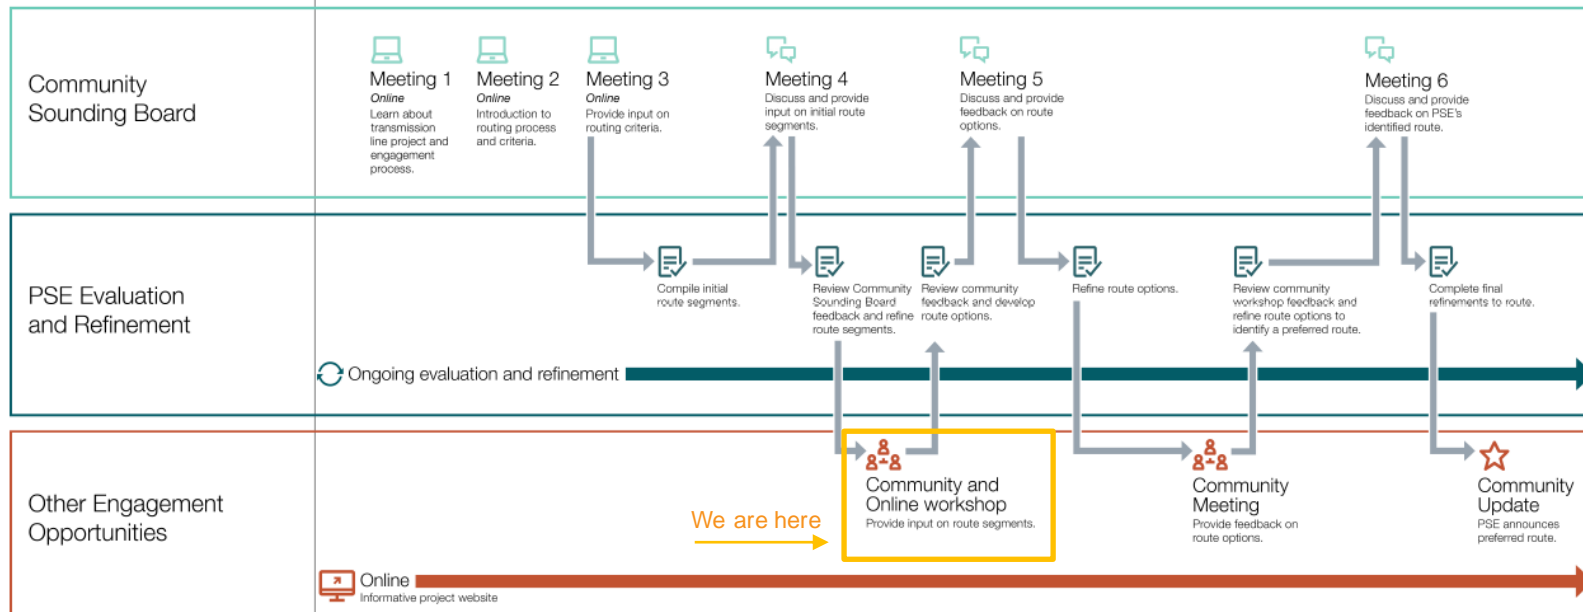 Community
Sounding Board
Meeting 1
Online
Learn about
transmission
line project and
engagement
process.
Meeting 2
Online
Introduction to
routing process
and criteria.
Meeting 3
Online
Provide input on
routing criteria.
Meeting 4
Discuss and provide
input on initial route
segments.
Meeting 5
Discuss and provide
feedback on route
options.
Meeting 6
Discuss and provide
feedback on PSE's
identified route.
PSE Evaluation
and Refinement
Compile initial
route segments.
Review Community
Sounding Board
feedback and refine
route segments.
Review community
feedback and develop
route options.
Refine route options.
Review community
workshop feedback and
refine route options to
identify a preferred route.
Complete final
refinements to route.
Ongoing evaluation and refinement
Other Engagement
Opportunities
We are here
Community and
Online workshop
Provide input on route segments.
Community
Meeting
Provide feedback on
route options.
Community
Update
PSE announces
preferred route.
Online
Informative project website